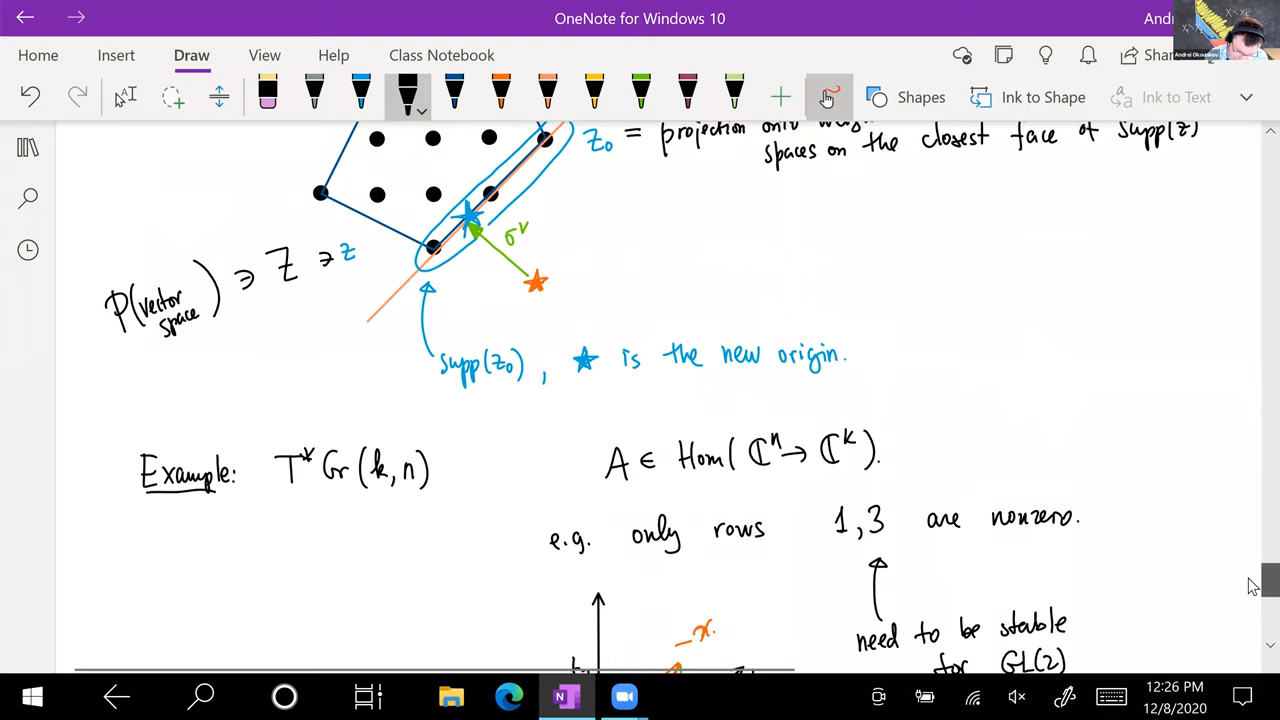 OneNote for Windows 10
Home Insert Draw View Help Class Notebook
Shapes Ink to Shape Ink to Text
Z₀ = projection onto
spaces on the closest face of supp(z)
σᵛ
P(vector space) ∋ Z ∋ z
supp(z₀), ★ is the new origin.
Example: T* Gr(k,n) A ∈ Hom(ℂⁿ → ℂᵏ).
e.g. only rows 1,3 are nonzero.
-x.
need to be stable
for GL(2)
12:26 PM
12/8/2020